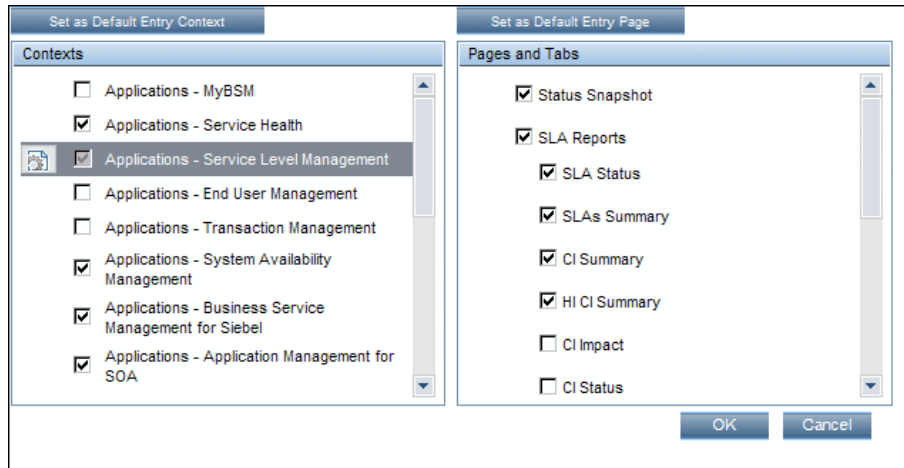 Set as Default Entry Context
Set as Default Entry Page
Contexts
Applications - MyBSM
Applications - Service Health
Applications - Service Level Management
Applications - End User Management
Applications - Transaction Management
Applications - System Availability
Management
Applications - Business Service
Management for Siebel
Applications - Application Management for
SOA
Pages and Tabs
Status Snapshot
SLA Reports
SLA Status
SLAs Summary
CI Summary
HI CI Summary
CI Impact
CI Status
OK
Cancel